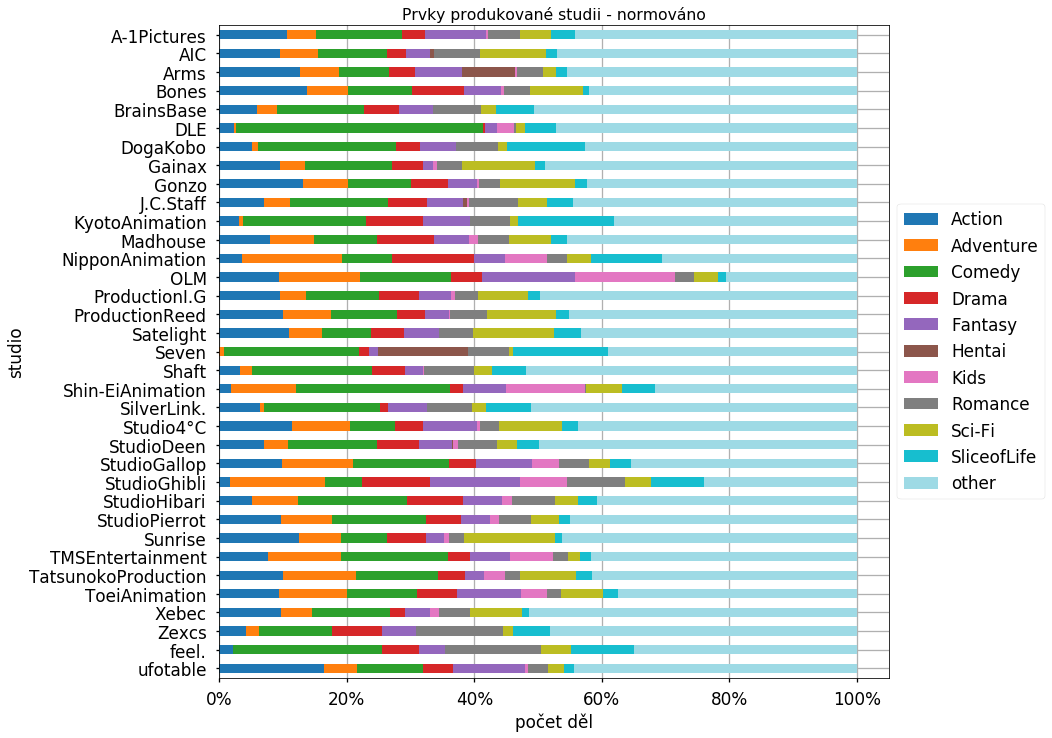 Prvky produkované studii - normováno
studio
A-1Pictures
AIC
Arms
Bones
BrainsBase
DLE
DogaKobo
Gainax
Gonzo
J.C.Staff
KyotoAnimation
Madhouse
NipponAnimation
OLM
ProductionI.G
ProductionReed
Satelight
Seven
Shaft
Shin-EiAnimation
SilverLink.
Studio4°C
StudioDeen
StudioGallop
StudioGhibli
StudioHibari
StudioPierrot
Sunrise
TMSEntertainment
TatsunokoProduction
ToeiAnimation
Xebec
Zexcs
feel.
ufotable
0% 20% 40% 60% 80% 100%
počet děl
Action
Adventure
Comedy
Drama
Fantasy
Hentai
Kids
Romance
Sci-Fi
SliceofLife
other